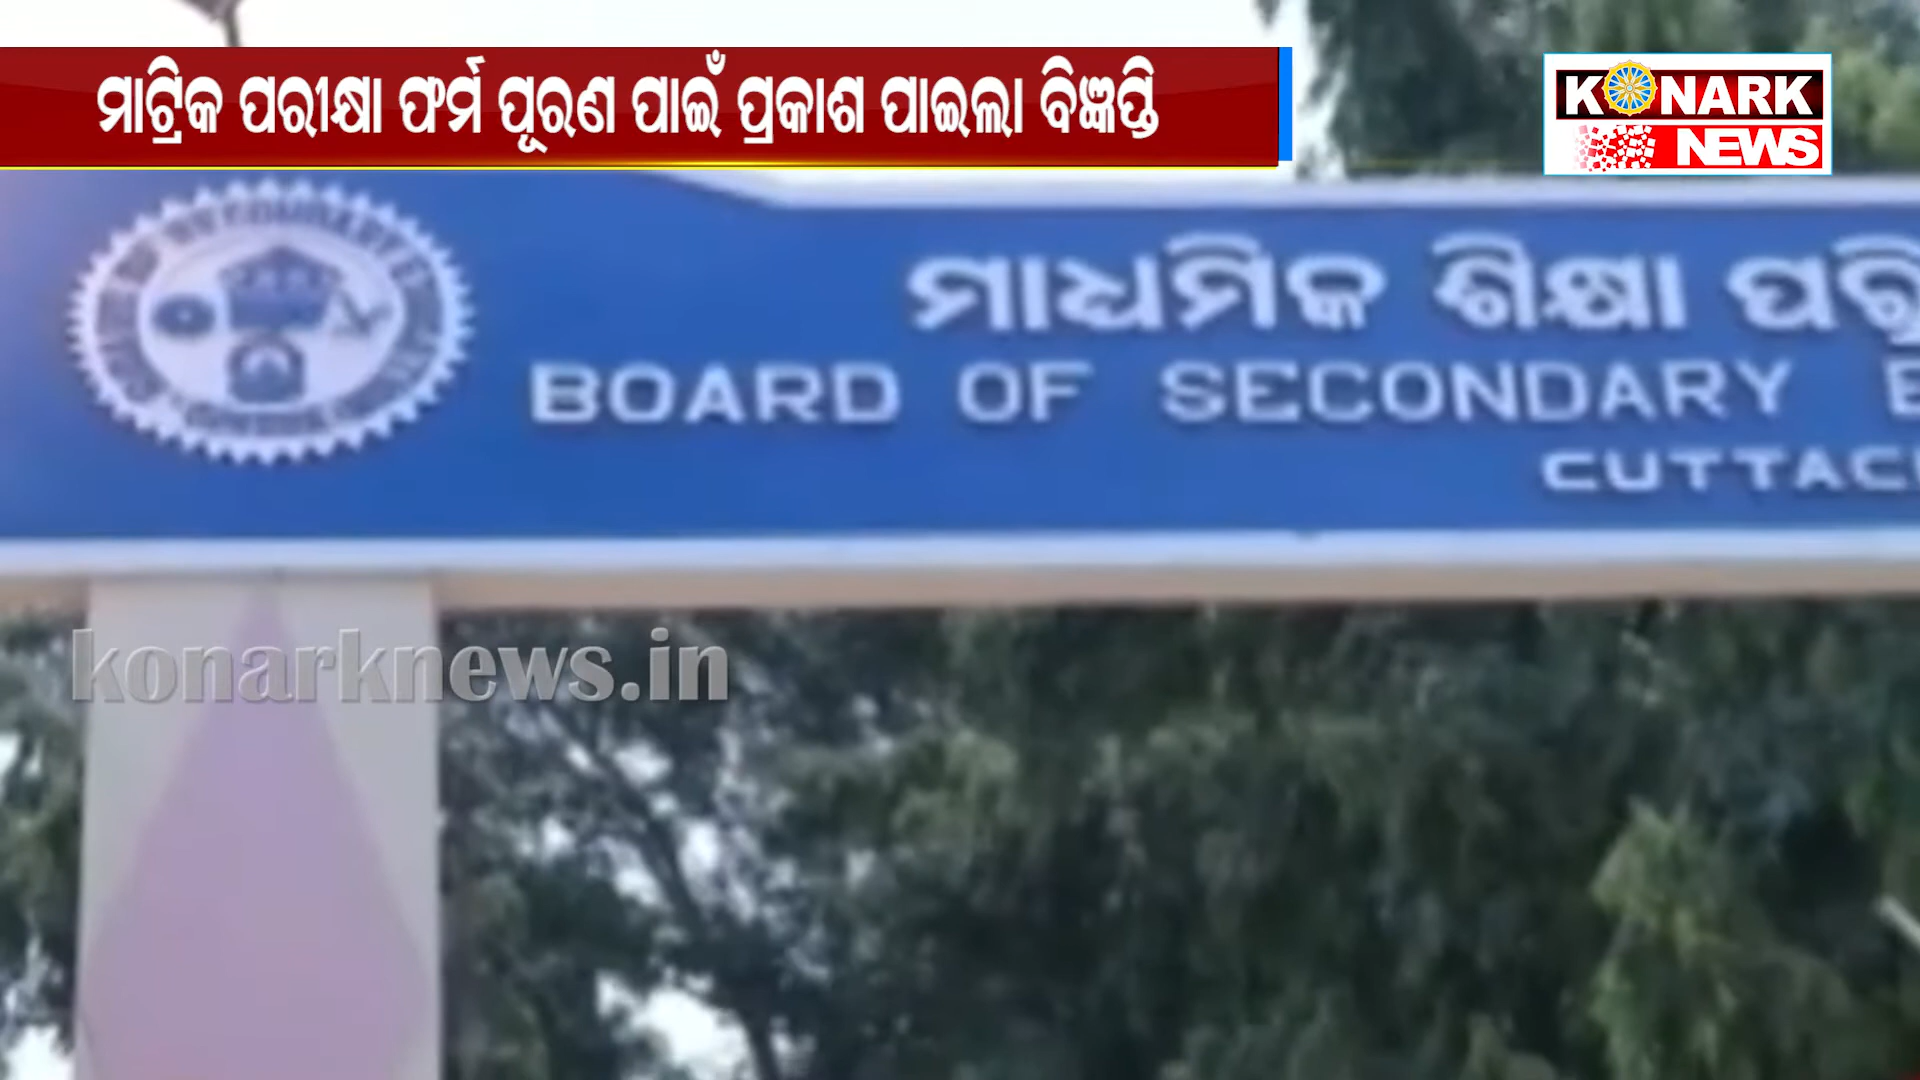 ମାଟ୍ରିକ ପରୀକ୍ଷା ଫର୍ମ ପୂରଣ ପାଇଁ ପ୍ରକାଶ ପାଇଲା ବିଜ୍ଞପ୍ତି
KONARK
NEWS
ମାଧ୍ୟମିକ ଶିକ୍ଷା
BOARD OF SECONDARY
konarknews.in